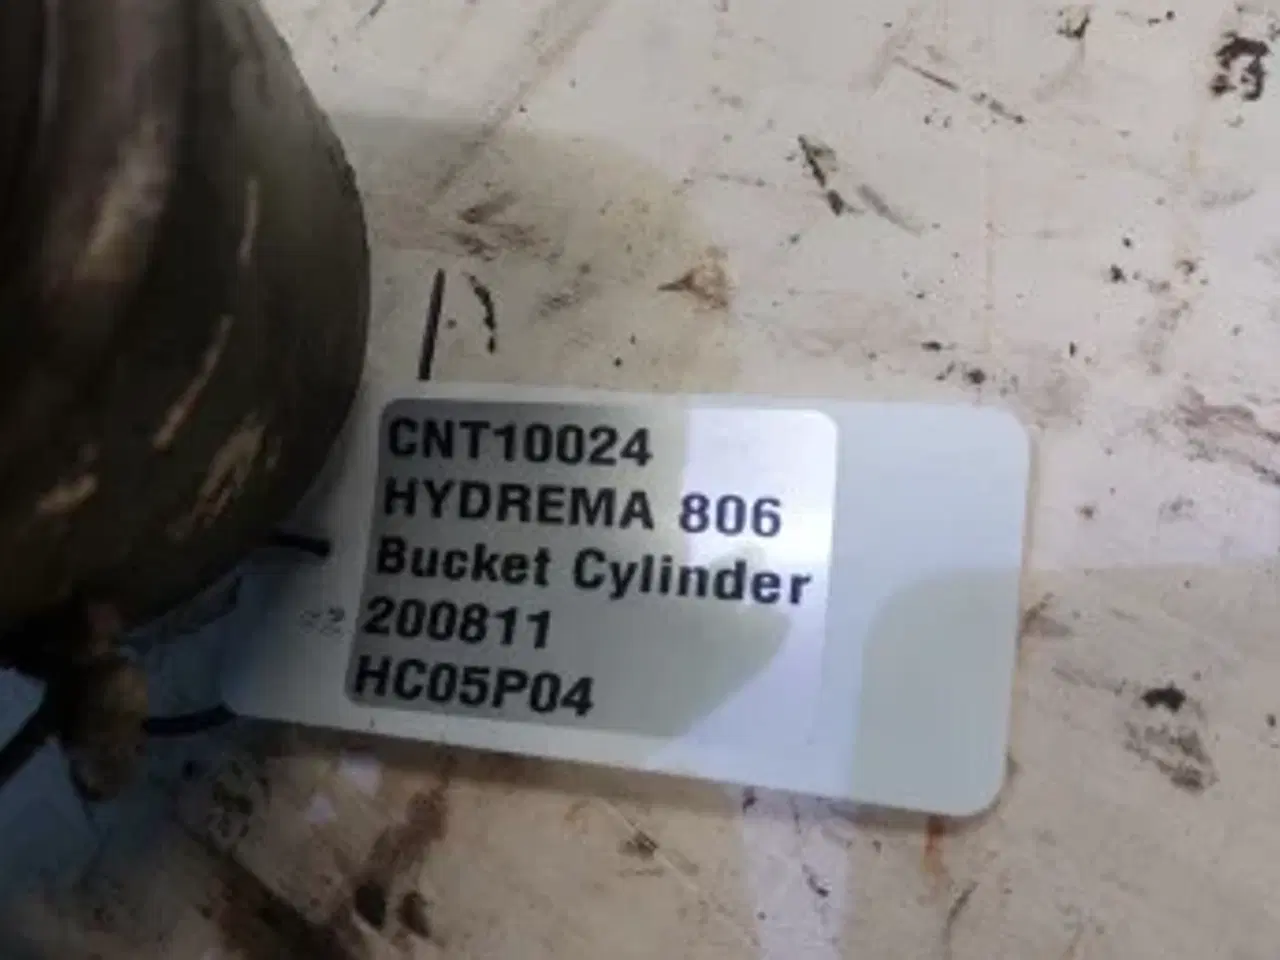 CNT10024
HYDREMA 806
Bucket Cylinder
200811
HC05P04